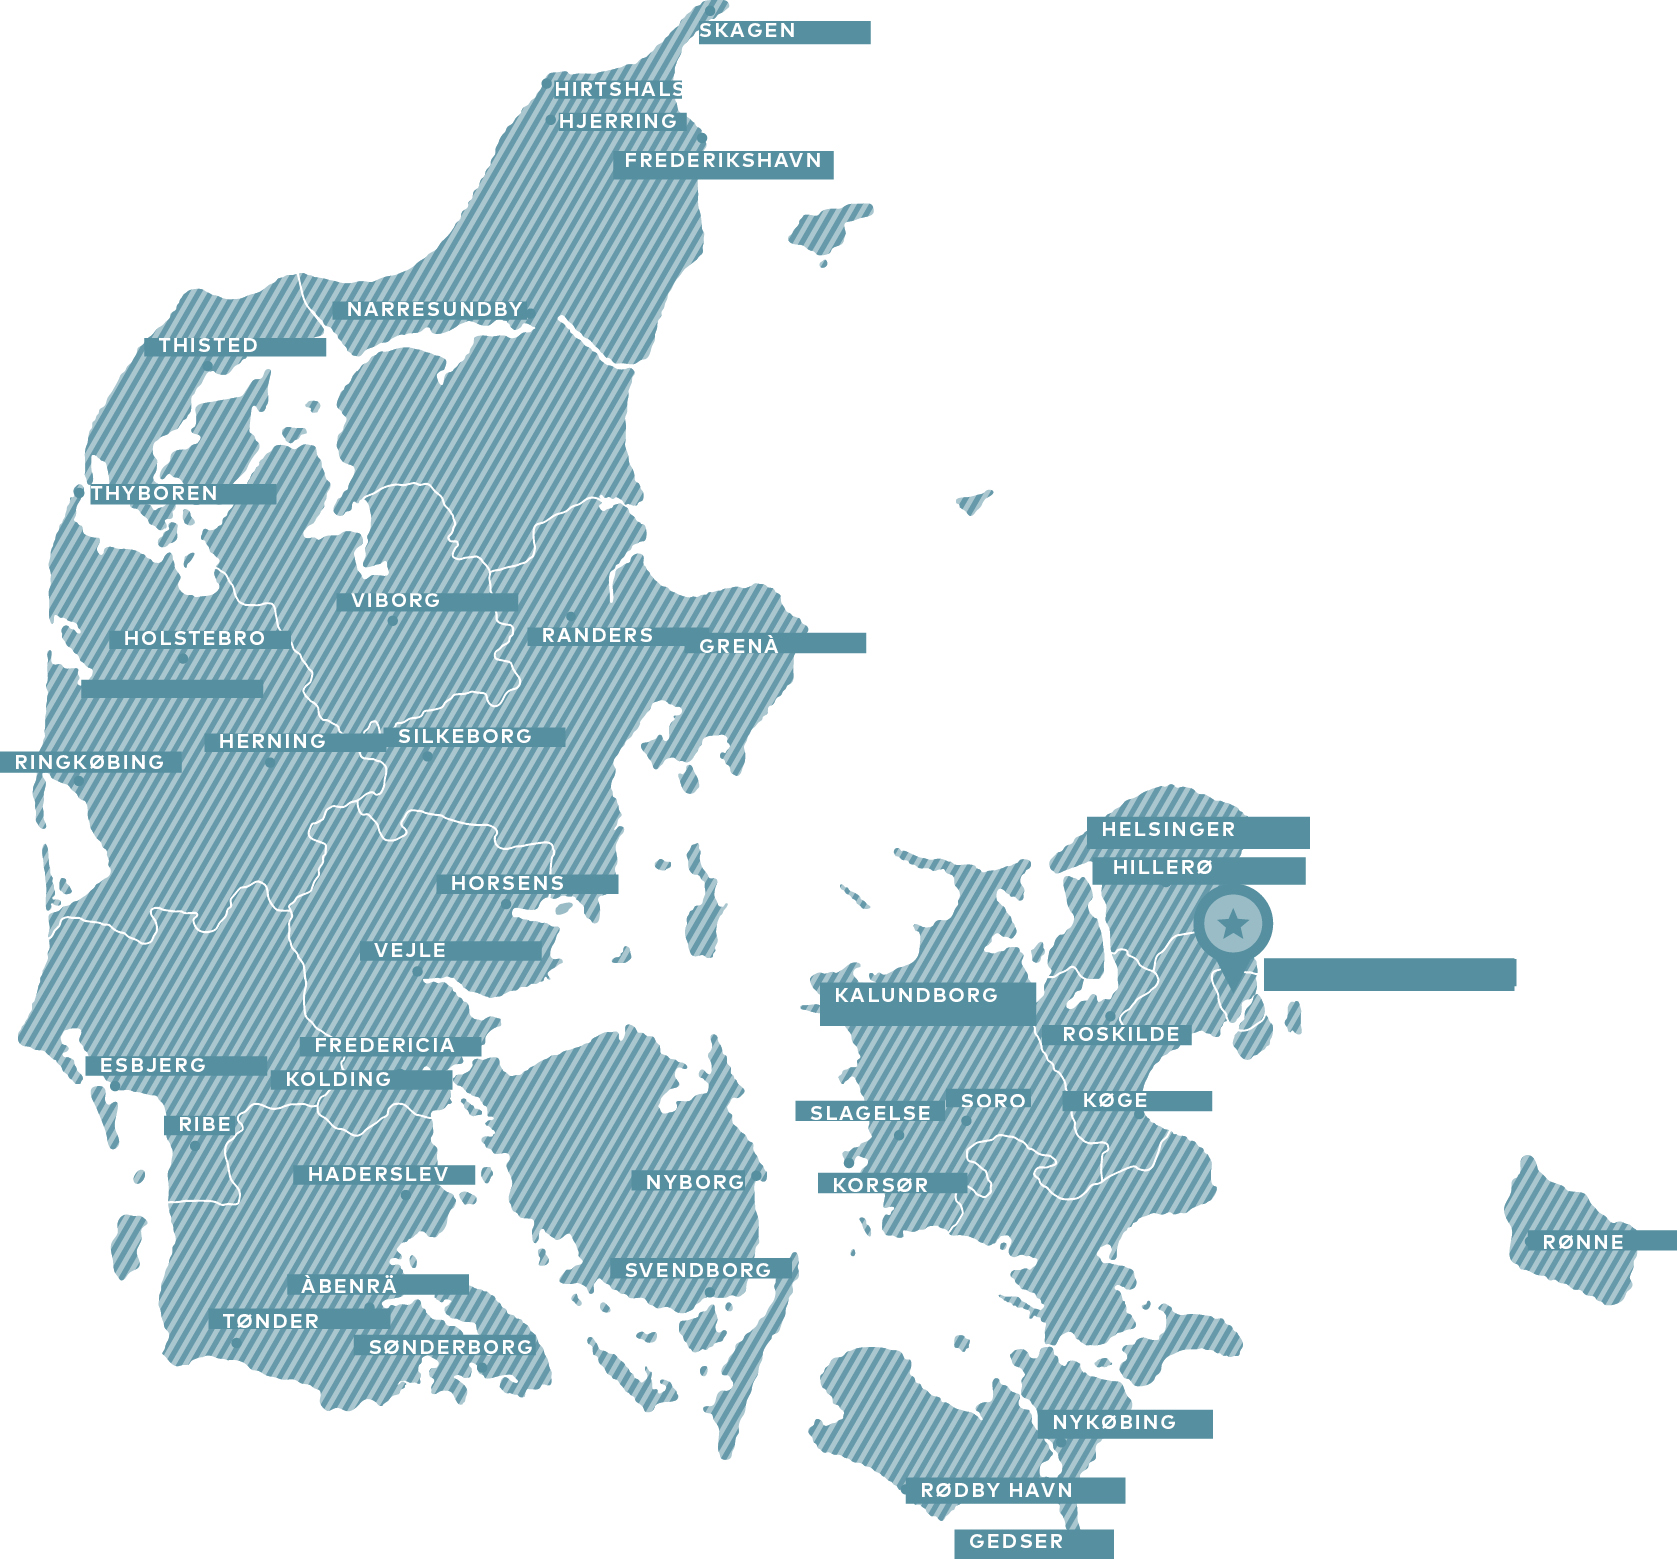 SKAGEN
HIRTSHALS
HJERRING
FREDERIKSHAVN
NARRESUNDBY
THISTED
THYBOREN
VIBORG
HOLSTEBRO
RANDERS
GRENÀ
HERNING
SILKEBORG
RINGKØBING
HELSINGER
HILLERØ
HORSENS
VEJLE
KALUNDBORG
ROSKILDE
FREDERICIA
ESBJERG
KOLDING
SORO
KØGE
SLAGELSE
RIBE
HADERSLEV
NYBORG
KORSØR
RØNNE
SVENDBORG
ÀBENRÄ
TØNDER
SØNDERBORG
NYKØBING
RØDBY HAVN
GEDSER